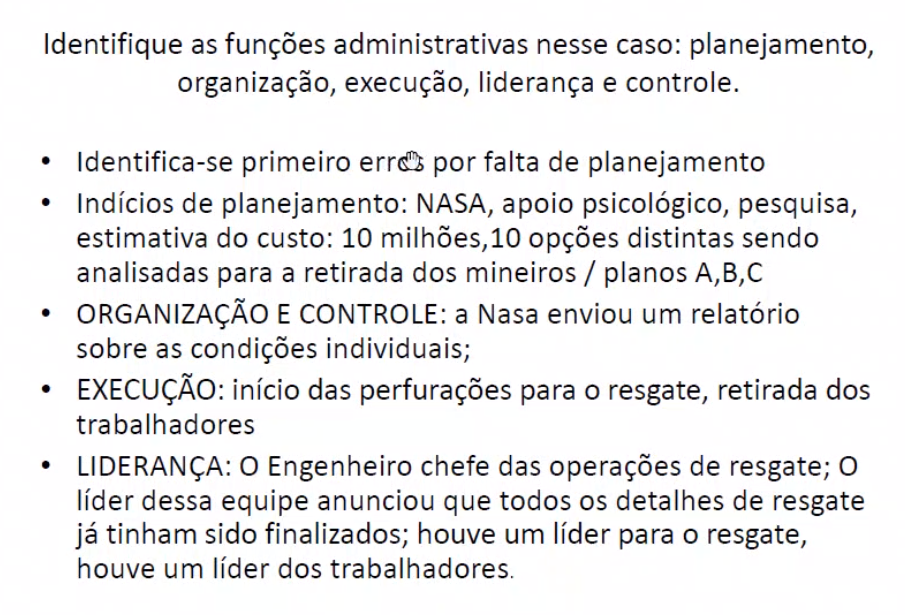 Identifique as funções administrativas nesse caso: planejamento,
organização, execução, liderança e controle.
• Identifica-se primeiro erros por falta de planejamento
• Indícios de planejamento: NASA, apoio psicológico, pesquisa,
estimativa do custo: 10 milhões,10 opções distintas sendo
analisadas para a retirada dos mineiros / planos A,B,C
• ORGANIZAÇÃO E CONTROLE: a Nasa enviou um relatório
sobre as condições individuais;
• EXECUÇÃO: início das perfurações para o resgate, retirada dos
trabalhadores
• LIDERANÇA: O Engenheiro chefe das operações de resgate; O
líder dessa equipe anunciou que todos os detalhes de resgate
já tinham sido finalizados; houve um líder para o resgate,
houve um líder dos trabalhadores.